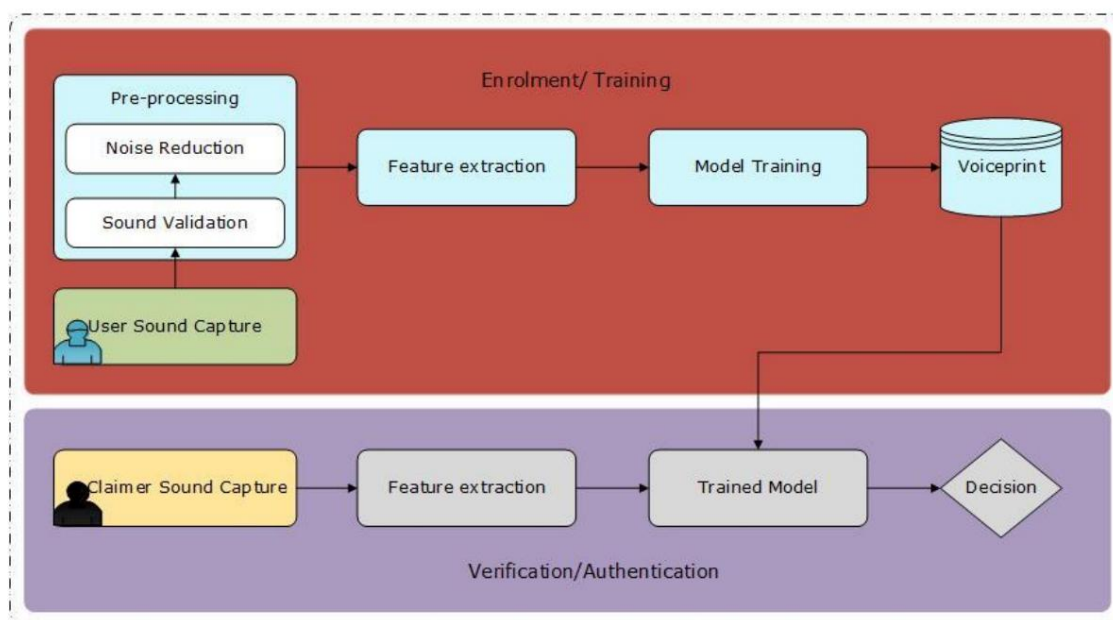 Enrolment/ Training
Pre-processing
Noise Reduction
Sound Validation
User Sound Capture
Feature extraction
Model Training
Voiceprint
Claimer Sound Capture
Feature extraction
Trained Model
Decision
Verification/Authentication